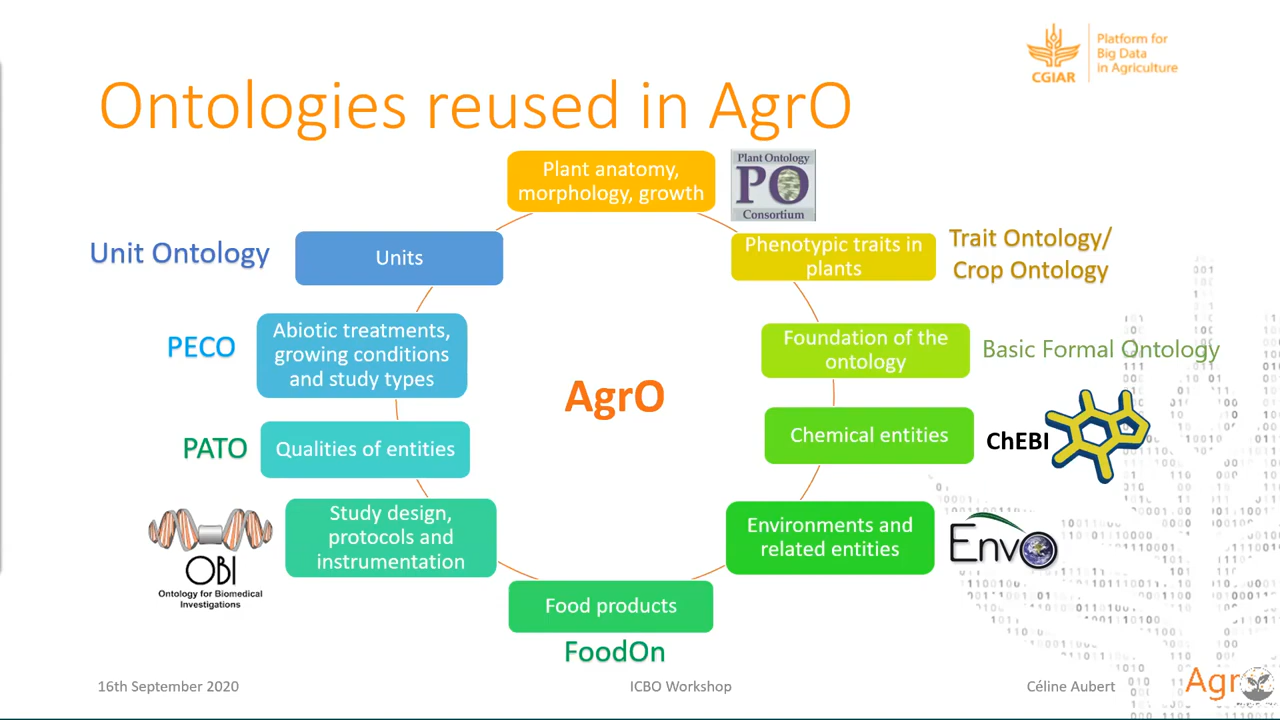 CGIAR
Platform for
Big Data
in Agriculture
Ontologies reused in AgrO
Plant anatomy,
morphology, growth
Plant Ontology
PO
Consortium
Unit Ontology
Units
Phenotypic traits in
plants
Trait Ontology/
Crop Ontology
PECO
Abiotic treatments,
growing conditions
and study types
Foundation of the
ontology
Basic Formal Ontology
AgrO
PATO
Qualities of entities
Chemical entities
ChEBI
OBI
Ontology for Biomedical
Investigations
Study design,
protocols and
instrumentation
Environments and
related entities
EnvO
Food products
FoodOn
16th September 2020
ICBO Workshop
Céline Aubert
Agr